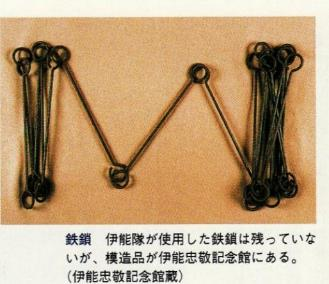 鉄鎖　伊能隊が使用した鉄鎖は残っていな
いが、模造品が伊能忠敬記念館にある。
(伊能忠敬記念館蔵)